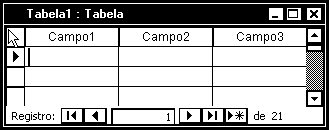 Tabela1 : Tabela
Campo1 Campo2 Campo3
Registro: 1 de 21